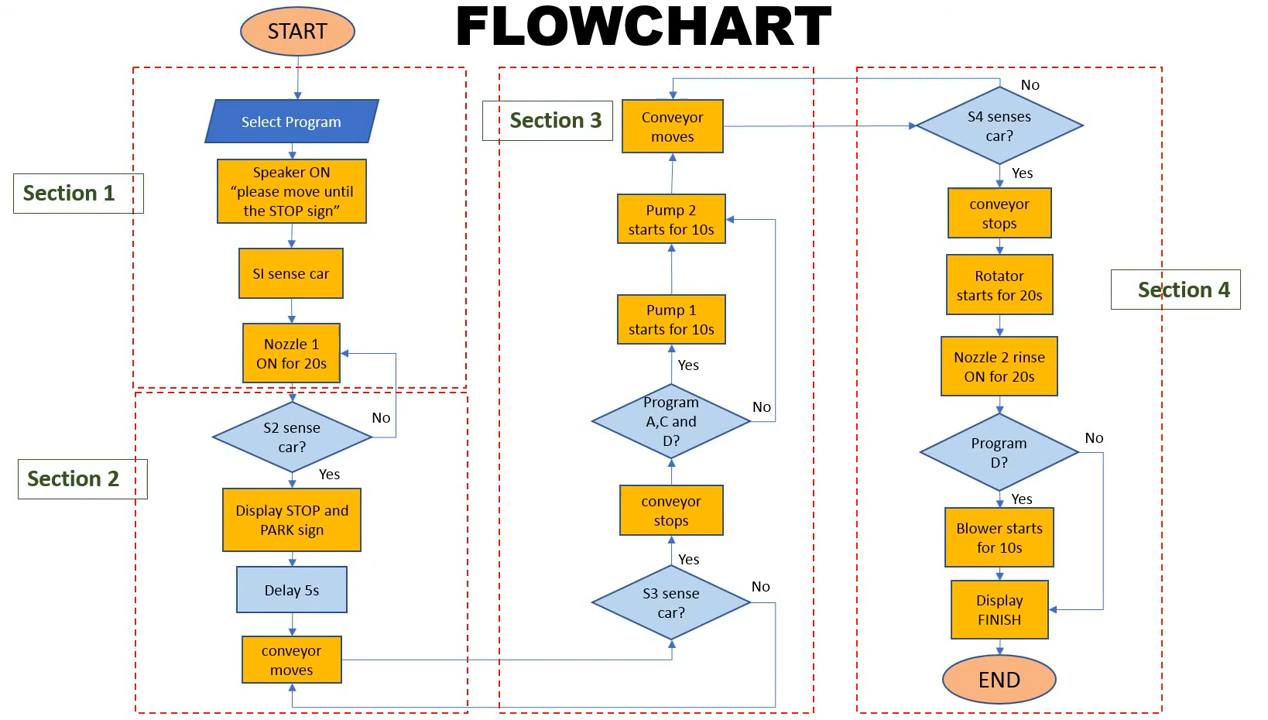 FLOWCHART
START
Section 1
Select Program
Speaker ON
“please move until
the STOP sign”
SI sense car
Nozzle 1
ON for 20s
Section 2
S2 sense
car?
No
Yes
Display STOP and
PARK sign
Delay 5s
conveyor
moves
Section 3
S3 sense
car?
No
Yes
conveyor
stops
Program
A,C and
D?
No
Yes
Pump 1
starts for 10s
Pump 2
starts for 10s
Conveyor
moves
Section 4
S4 senses
car?
No
Yes
conveyor
stops
Rotator
starts for 20s
Nozzle 2 rinse
ON for 20s
Program
D?
No
Yes
Blower starts
for 10s
Display
FINISH
END